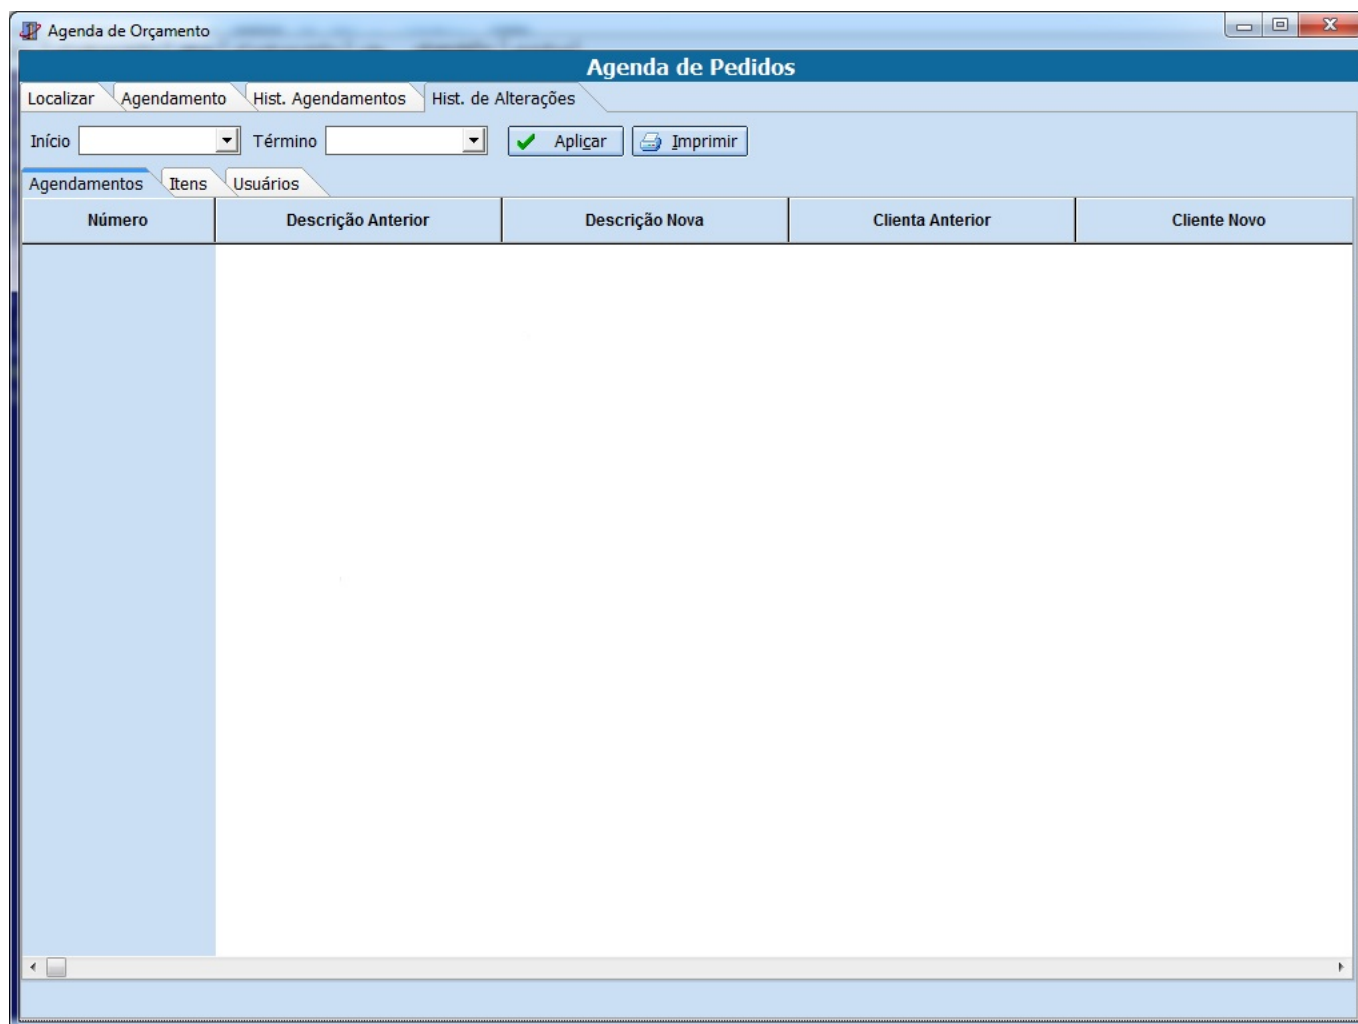 Agenda de Orçamento
Agenda de Pedidos
Localizar Agendamento Hist. Agendamentos Hist. de Alterações
Início Término Aplicar Imprimir
Agendamentos Itens Usuários
Número Descrição Anterior Descrição Nova Clienta Anterior Cliente Novo